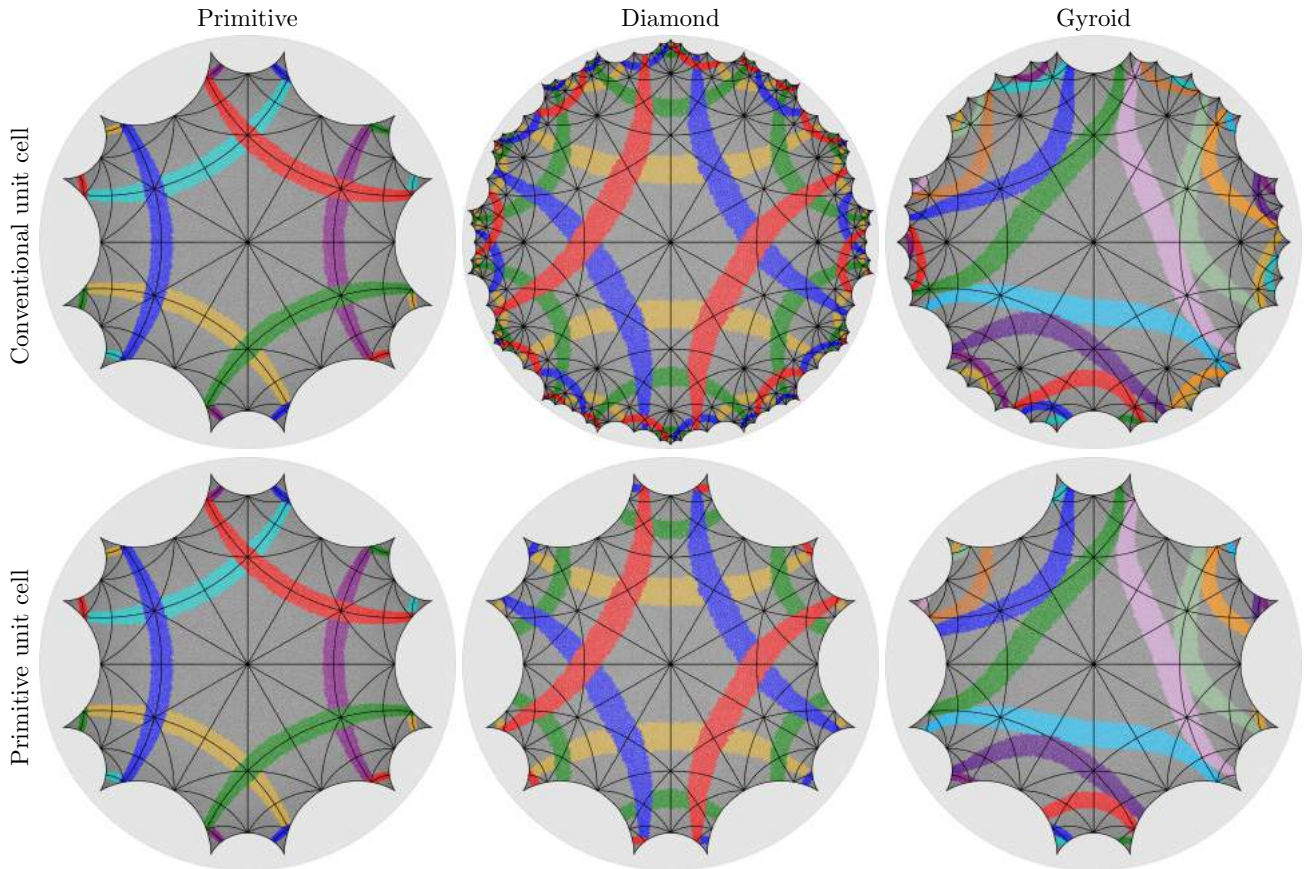 Primitive
Diamond
Gyroid
Conventional unit cell
Primitive unit cell